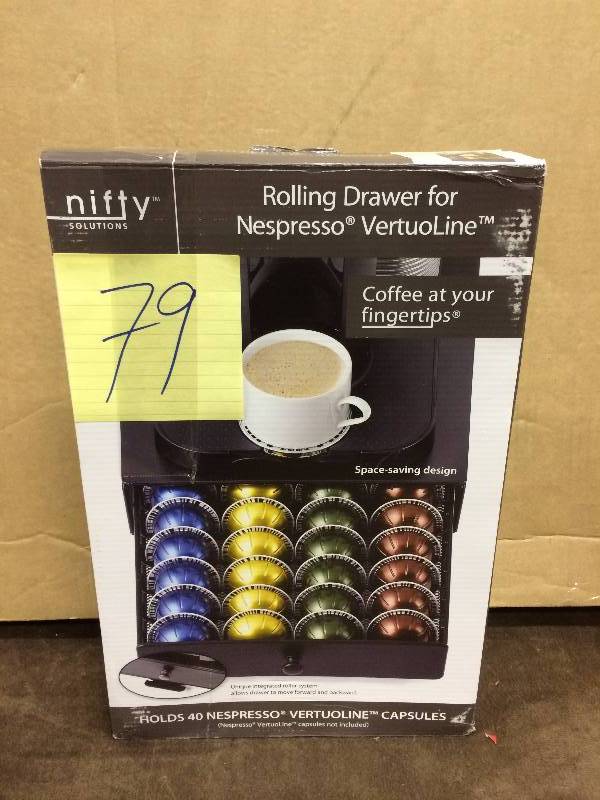 nifty™
SOLUTIONS
Rolling Drawer for
Nespresso® VertuoLine™
79
Coffee at your
fingertips®
Space-saving design
Unique integrated roller system
allows drawer to move forward and backward.
HOLDS 40 NESPRESSO® VERTUOLINE™ CAPSULES
(Nespresso® VertuoLine™ capsules not included)